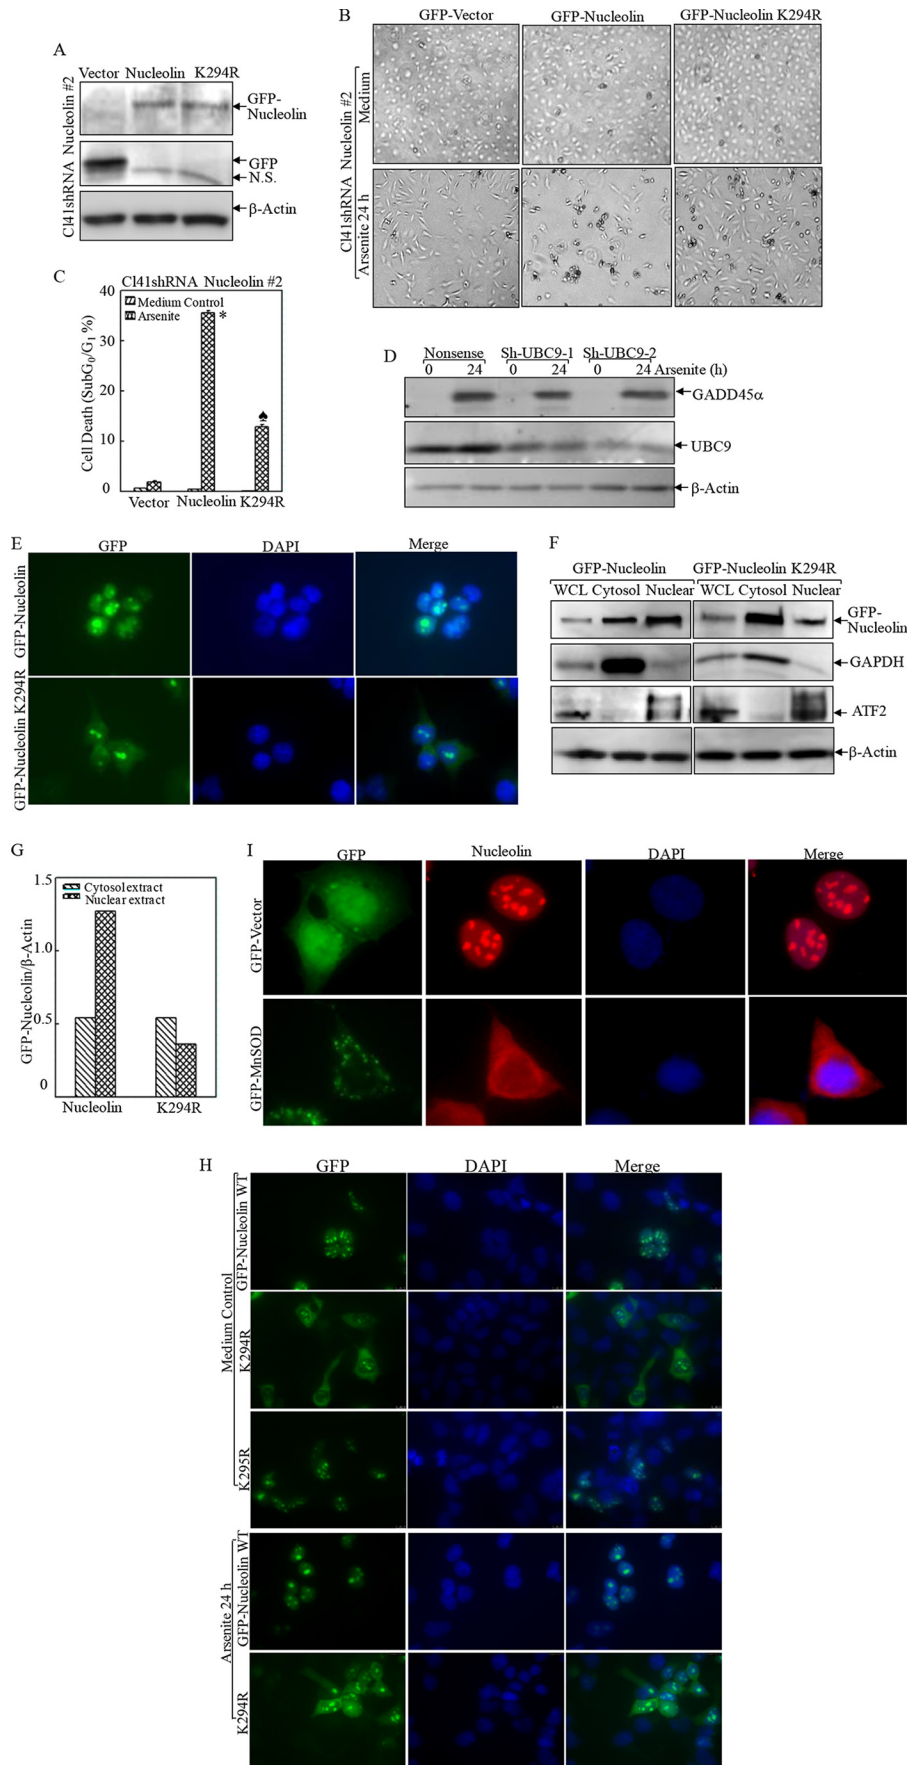 A
Vector Nucleolin K294R
Cl41shRNA Nucleolin #2
GFP-
Nucleolin
GFP
N.S.
β-Actin
B
GFP-Vector GFP-Nucleolin GFP-Nucleolin K294R
Cl41shRNA Nucleolin #2
Medium
Arsenite 24 h
C
Cl41shRNA Nucleolin #2
Medium Control
Arsenite
Cell Death (SubG0/G1 %)
40
30
20
10
0
*
♠
Vector Nucleolin K294R
D
Nonsense Sh-UBC9-1 Sh-UBC9-2
0 24 0 24 0 24 Arsenite (h)
GADD45α
UBC9
β-Actin
E
GFP DAPI Merge
GFP-Nucleolin
GFP-Nucleolin K294R
F
GFP-Nucleolin GFP-Nucleolin K294R
WCL Cytosol Nuclear WCL Cytosol Nuclear
GFP-
Nucleolin
GAPDH
ATF2
β-Actin
G
GFP-Nucleolin/β-Actin
1.5
1.0
0.5
0
Cytosol extract
Nuclear extract
Nucleolin K294R
I
GFP Nucleolin DAPI Merge
GFP-Vector
GFP-MnSOD
H
GFP DAPI Merge
Medium Control
GFP-Nucleolin WT
K294R
K295R
Arsenite 24 h
GFP-Nucleolin WT
K294R